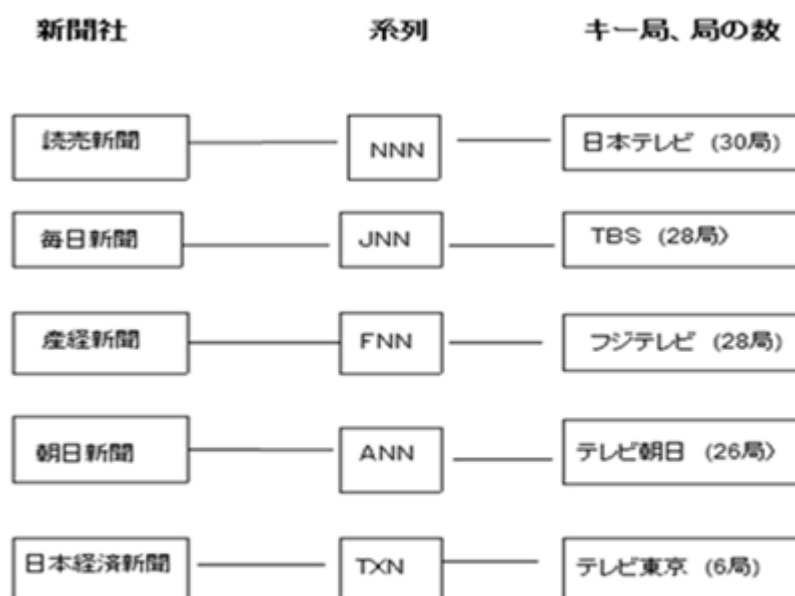 新聞社 系列 キー局、局の数
読売新聞 NNN 日本テレビ (30局)
毎日新聞 JNN TBS (28局〉
産経新聞 FNN フジテレビ (28局)
朝日新聞 ANN テレビ朝日 (26局〉
日本経済新聞 TXN テレビ東京 (6局)